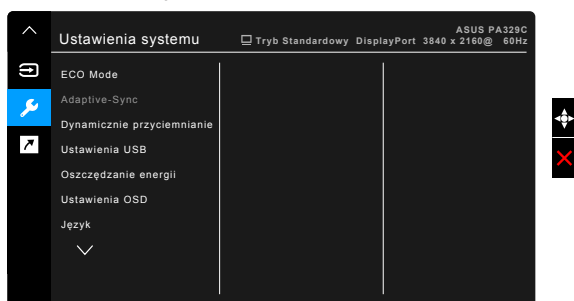 ASUS PA329C
Ustawienia systemu
Tryb Standardowy DisplayPort 3840 x 2160@ 60Hz
ECO Mode
Adaptive-Sync
Dynamicznie przyciemnianie
Ustawienia USB
Oszczędzanie energii
Ustawienia OSD
Język